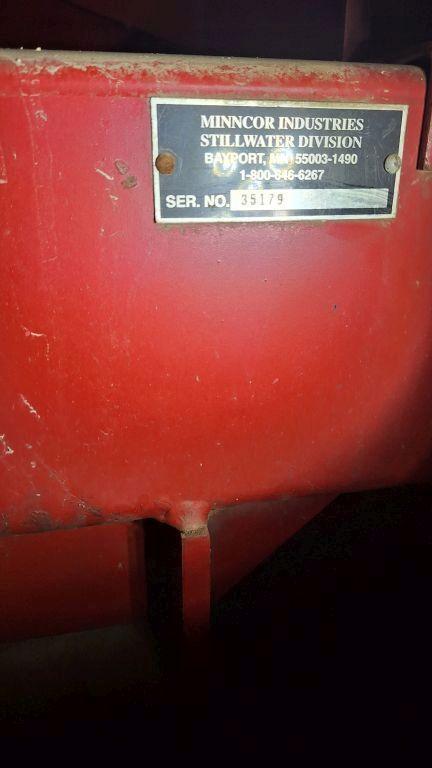 MINNCOR INDUSTRIES
STILLWATER DIVISION
BAYPORT, MN 55003-1490
1-800-646-6267
SER. NO. 35179